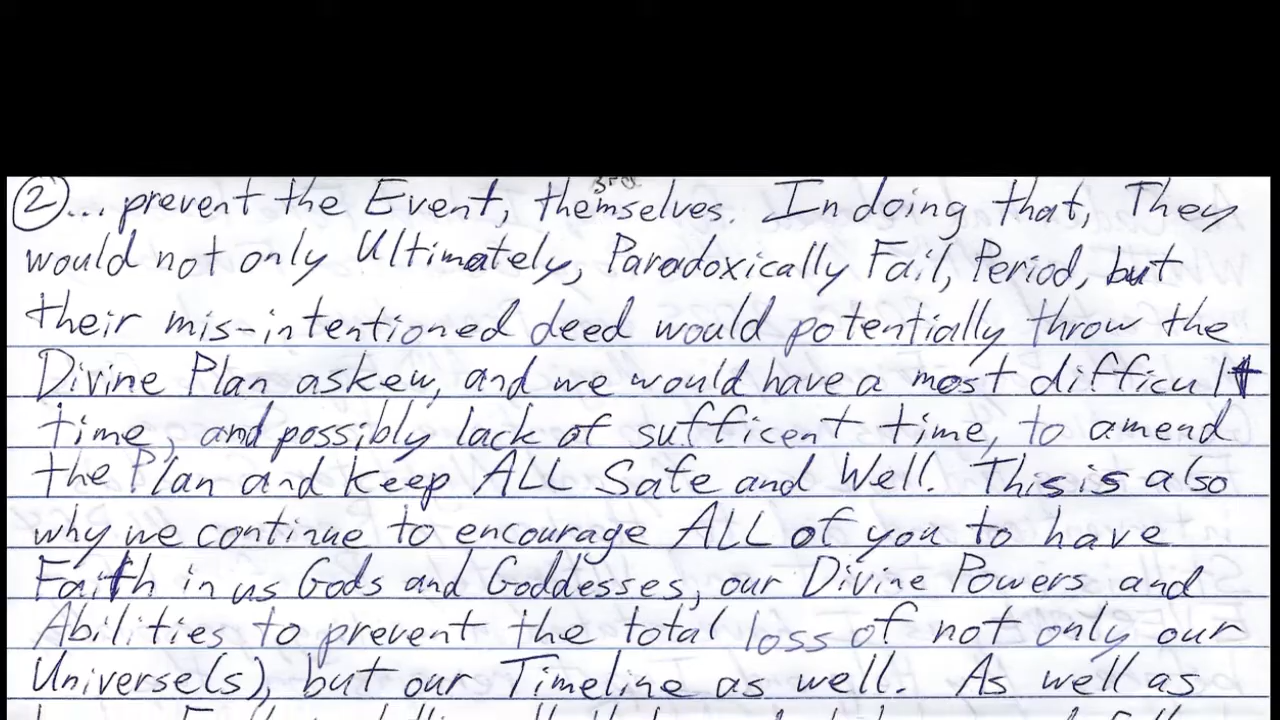 ② ... prevent the Event, themselves. In doing that, They
would not only Ultimately, Paradoxically Fail, Period, but
their mis-intentioned deed would potentially throw the
Divine Plan askew, and we would have a most difficult
time, and possibly lack of sufficent time, to amend
the Plan and keep ALL Safe and Well. This is also
why we continue to encourage ALL of you to have
Faith in us Gods and Goddesses, our Divine Powers and
Abilities to prevent the total loss of not only our
Universe(s), but our Timeline as well. As well as